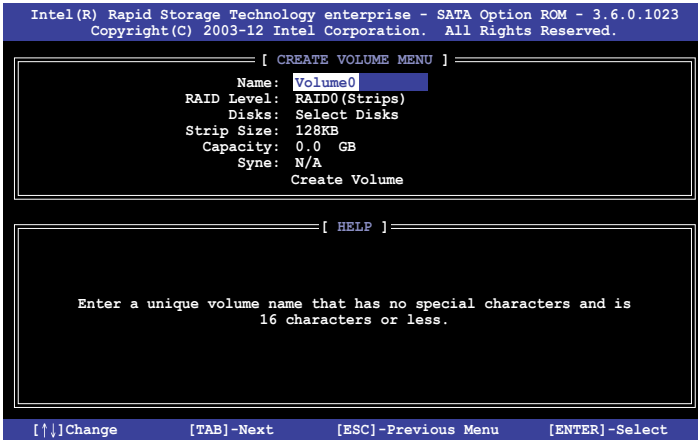 Intel(R) Rapid Storage Technology enterprise - SATA Option ROM - 3.6.0.1023
Copyright(C) 2003-12 Intel Corporation. All Rights Reserved.
[ CREATE VOLUME MENU ]
Name: Volume0
RAID Level: RAID0(Strips)
Disks: Select Disks
Strip Size: 128KB
Capacity: 0.0 GB
Syne: N/A
Create Volume
[ HELP ]
Enter a unique volume name that has no special characters and is
16 characters or less.
[↑↓]Change [TAB]-Next [ESC]-Previous Menu [ENTER]-Select